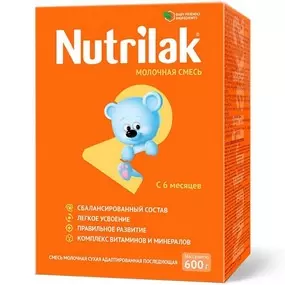 Nutrilak®
МОЛОЧНАЯ СМЕСЬ
2
С 6 месяцев
СБАЛАНСИРОВАННЫЙ СОСТАВ
ЛЕГКОЕ УСВОЕНИЕ
ПРАВИЛЬНОЕ РАЗВИТИЕ
КОМПЛЕКС ВИТАМИНОВ И МИНЕРАЛОВ
600 г
СМЕСЬ МОЛОЧНАЯ СУХАЯ АДАПТИРОВАННАЯ ПОСЛЕДУЮЩАЯ